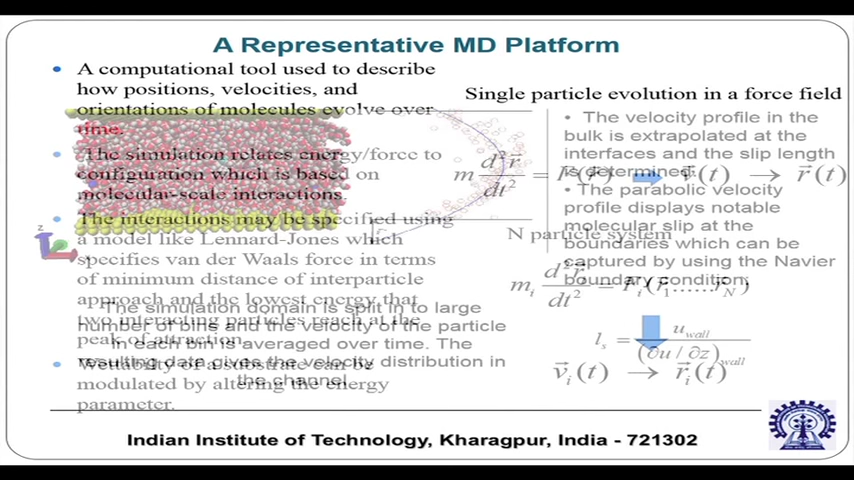 A Representative MD Platform
• A computational tool used to describe
how positions, velocities, and
orientations of molecules evolve over
time.
• The simulation relates energy/force to
configuration which is based on
molecular-scale interactions.
• The interactions may be specified using
a model like Lennard-Jones which
specifies van der Waals force in terms
of minimum distance of interparticle
approach and the lowest energy that
two interacting particles reach at the
peak of attraction.
• Wettability of a substrate can be
modulated by altering the energy
parameter.
z
The simulation domain is split in to large
number of bins and the velocity of the particle
in each bin is averaged over time. The
resulting data gives the velocity distribution in
the channel
Single particle evolution in a force field
• The velocity profile in
the bulk is extrapolated at the
interfaces and the slip length
is determined.
• The parabolic velocity
profile displays notable
molecular slip at the
boundaries which can be
captured by using the Navier
boundary condition,
N particle system
l_s = u_wall / (∂u / ∂z)_wall
v⃗_i(t) → r⃗_i(t)
Indian Institute of Technology, Kharagpur, India - 721302